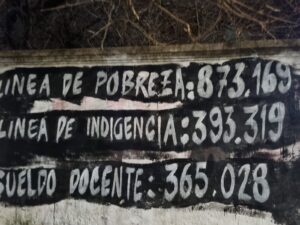 LINEA DE POBREZA: 873.169
LINEA DE INDIGENCIA: 393.319
SUELDO DOCENTE: 365.028